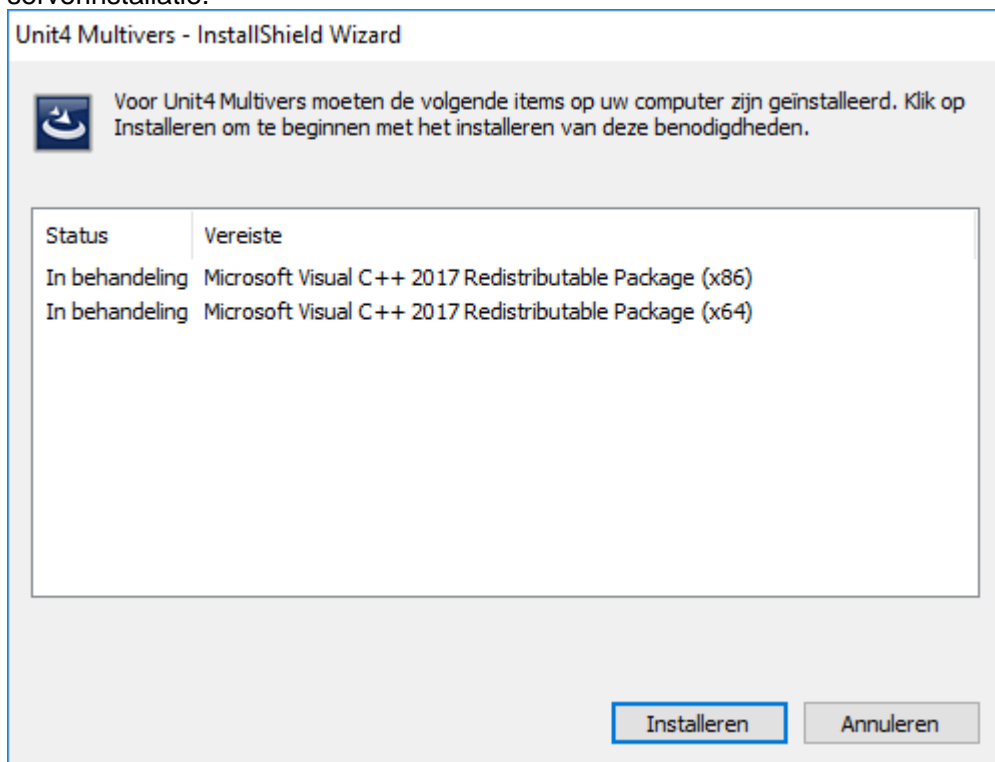 Unit4 Multivers - InstallShield Wizard
Voor Unit4 Multivers moeten de volgende items op uw computer zijn geïnstalleerd. Klik op
Installeren om te beginnen met het installeren van deze benodigdheden.
Status Vereiste
In behandeling Microsoft Visual C++ 2017 Redistributable Package (x86)
In behandeling Microsoft Visual C++ 2017 Redistributable Package (x64)
Installeren Annuleren